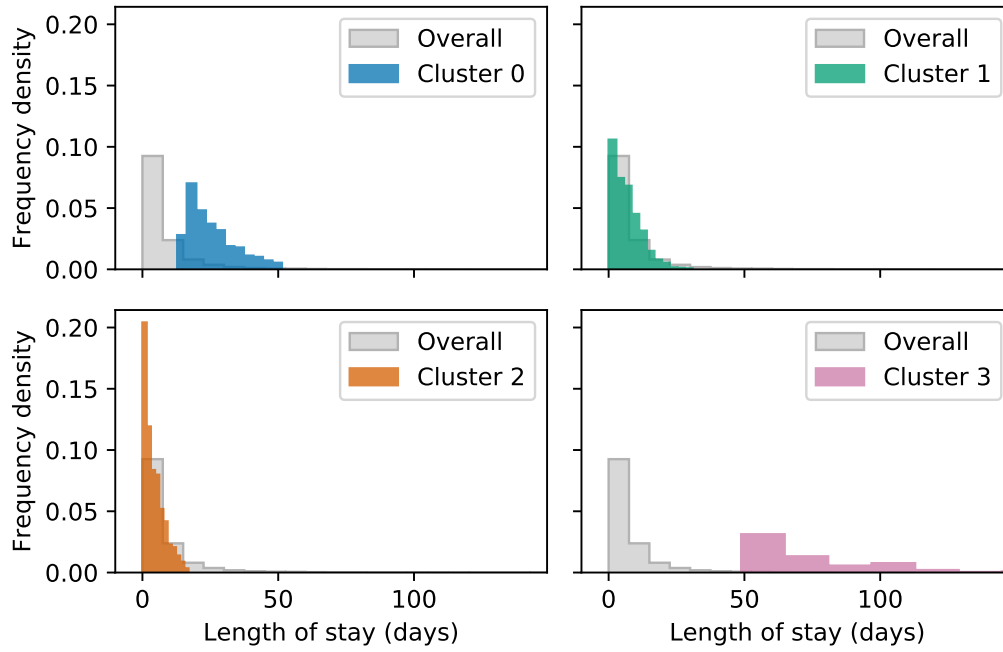 0.20
0.15
0.10
0.05
0.00
Frequency density
Overall
Cluster 0
Overall
Cluster 1
0.20
0.15
0.10
0.05
0.00
Frequency density
Overall
Cluster 2
Overall
Cluster 3
0 50 100
0 50 100
Length of stay (days)
Length of stay (days)